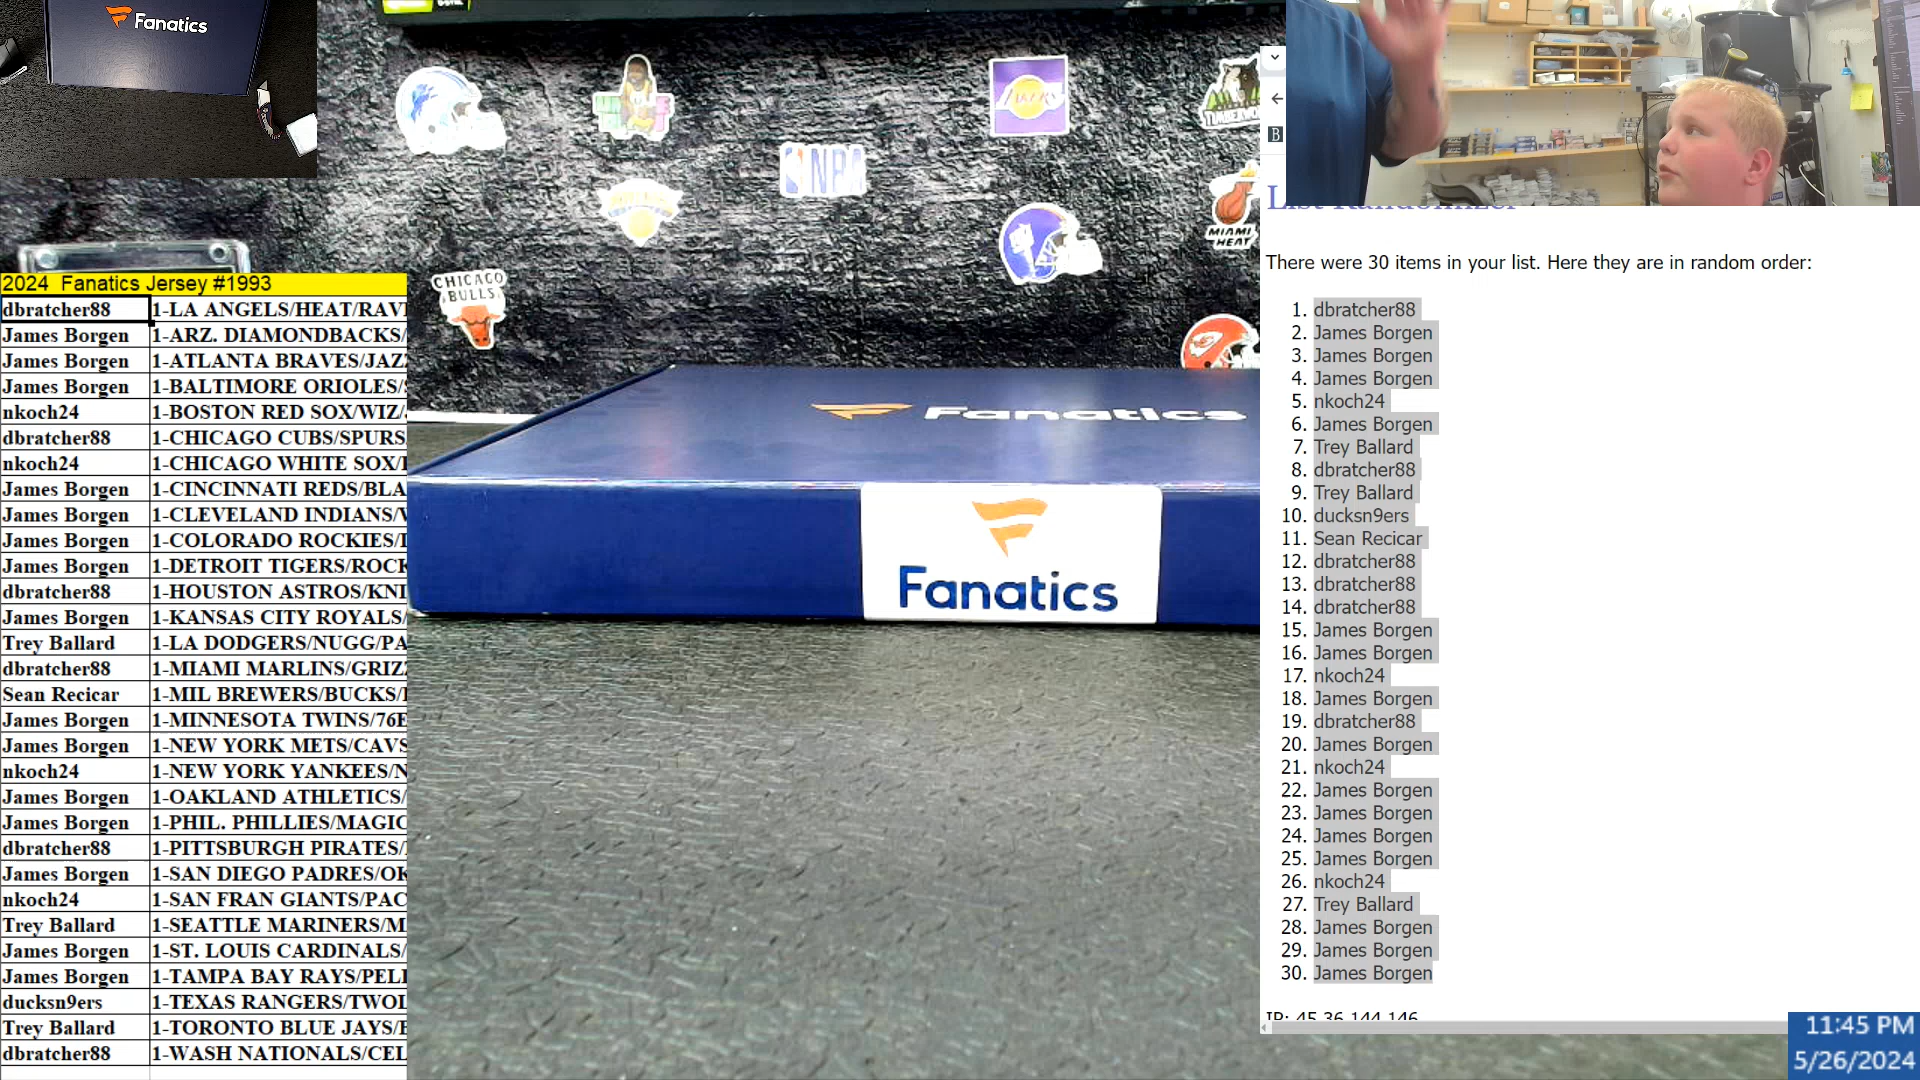 Fanatics
NBA
LAKERS
MIAMI
HEAT
CHICAGO
BULLS
Fanatics
Fanatics
2024 Fanatics Jersey #1993
dbratcher88 1-LA ANGELS/HEAT/RAV
James Borgen 1-ARZ. DIAMONDBACKS/
James Borgen 1-ATLANTA BRAVES/JAZ
James Borgen 1-BALTIMORE ORIOLES/
nkoch24 1-BOSTON RED SOX/WIZ/
dbratcher88 1-CHICAGO CUBS/SPURS
nkoch24 1-CHICAGO WHITE SOX/
James Borgen 1-CINCINNATI REDS/BLA
James Borgen 1-CLEVELAND INDIANS/
James Borgen 1-COLORADO ROCKIES/
James Borgen 1-DETROIT TIGERS/ROCK
dbratcher88 1-HOUSTON ASTROS/KNI
James Borgen 1-KANSAS CITY ROYALS/
Trey Ballard 1-LA DODGERS/NUGG/PA
dbratcher88 1-MIAMI MARLINS/GRIZ
Sean Recicar 1-MIL BREWERS/BUCKS/
James Borgen 1-MINNESOTA TWINS/76E
James Borgen 1-NEW YORK METS/CAVS
nkoch24 1-NEW YORK YANKEES/N
James Borgen 1-OAKLAND ATHLETICS/
James Borgen 1-PHIL. PHILLIES/MAGIC
dbratcher88 1-PITTSBURGH PIRATES/
James Borgen 1-SAN DIEGO PADRES/OK
nkoch24 1-SAN FRAN GIANTS/PAC
Trey Ballard 1-SEATTLE MARINERS/M
James Borgen 1-ST. LOUIS CARDINALS/
James Borgen 1-TAMPA BAY RAYS/PEL
ducksn9ers 1-TEXAS RANGERS/TWOL
Trey Ballard 1-TORONTO BLUE JAYS/
dbratcher88 1-WASH NATIONALS/CEL
List Randomizer
There were 30 items in your list. Here they are in random order:
1. dbratcher88
2. James Borgen
3. James Borgen
4. James Borgen
5. nkoch24
6. James Borgen
7. Trey Ballard
8. dbratcher88
9. Trey Ballard
10. ducksn9ers
11. Sean Recicar
12. dbratcher88
13. dbratcher88
14. dbratcher88
15. James Borgen
16. James Borgen
17. nkoch24
18. James Borgen
19. dbratcher88
20. James Borgen
21. nkoch24
22. James Borgen
23. James Borgen
24. James Borgen
25. James Borgen
26. nkoch24
27. Trey Ballard
28. James Borgen
29. James Borgen
30. James Borgen
IP: 45.36.144.146
11:45 PM
5/26/2024